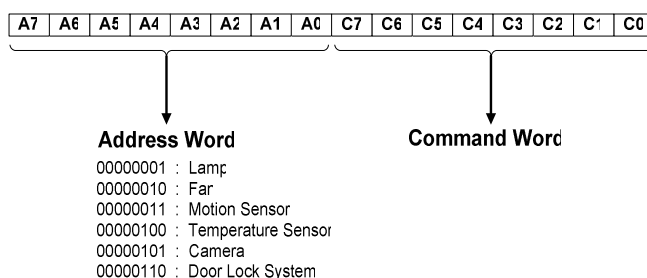 A7 A6 A5 A4 A3 A2 A1 A0 C7 C6 C5 C4 C3 C2 C1 C0
Address Word
Command Word
00000001 : Lamp
00000010 : Far
00000011 : Motion Sensor
00000100 : Temperature Sensor
00000101 : Camera
00000110 : Door Lock System